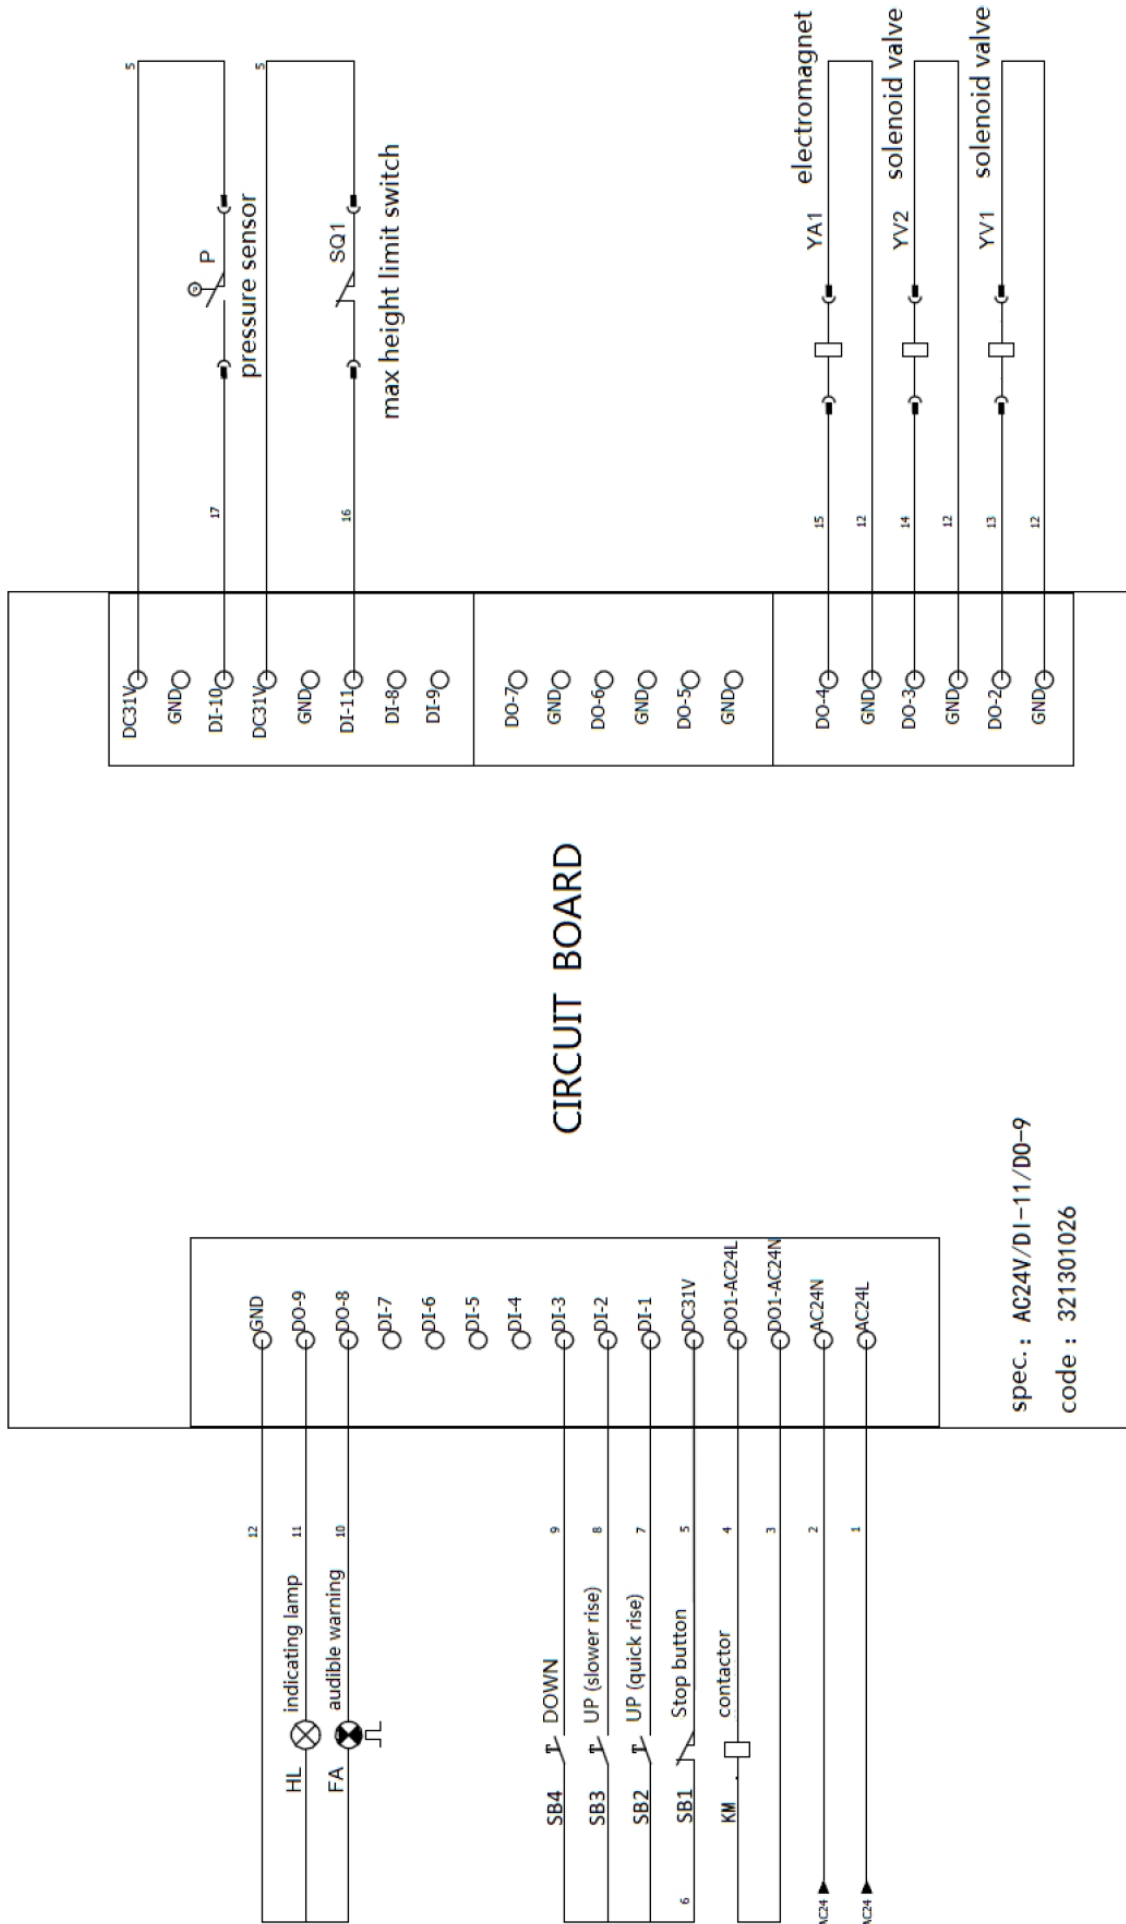 5
17
P
pressure sensor
5
16
SQ1
max height limit switch
15
YA1
electromagnet
12
14
YV2
solenoid valve
12
13
YV1
solenoid valve
12
DC31V
GND
DI-10
DC31V
GND
DI-11
DI-8
DI-9
DO-7
GND
DO-6
GND
DO-5
GND
DO-4
GND
DO-3
GND
DO-2
GND
CIRCUIT BOARD
GND
DO-9
DO-8
DI-7
DI-6
DI-5
DI-4
DI-3
DI-2
DI-1
DC31V
DO1-AC24L
DO1-AC24N
AC24N
AC24L
spec.: AC24V/DI-11/DO-9
code: 321301026
12
HL indicating lamp 11
FA audible warning 10
SB4 DOWN 9
SB3 UP (slower rise) 8
SB2 UP (quick rise) 7
6 SB1 Stop button 5
KM contactor 4
3
AC24 2
AC24 1